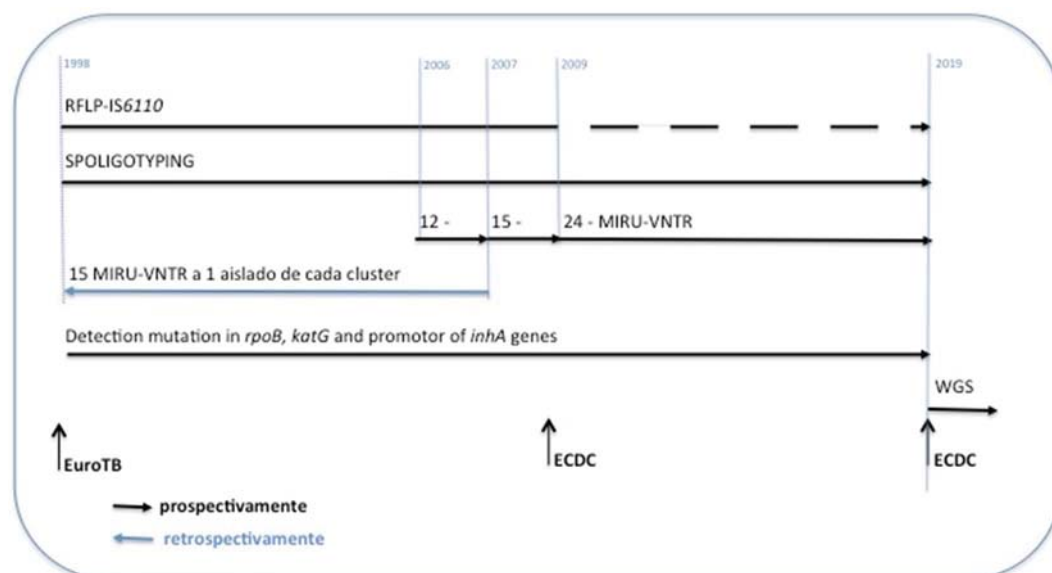 1998 2006 2007 2009 2019
RFLP-IS6110
SPOLIGOTYPING
12 - 15 - 24 - MIRU-VNTR
15 MIRU-VNTR a 1 aislado de cada cluster
Detection mutation in rpoB, katG and promotor of inhA genes
WGS
EuroTB ECDC ECDC
prospectivamente
retrospectivamente